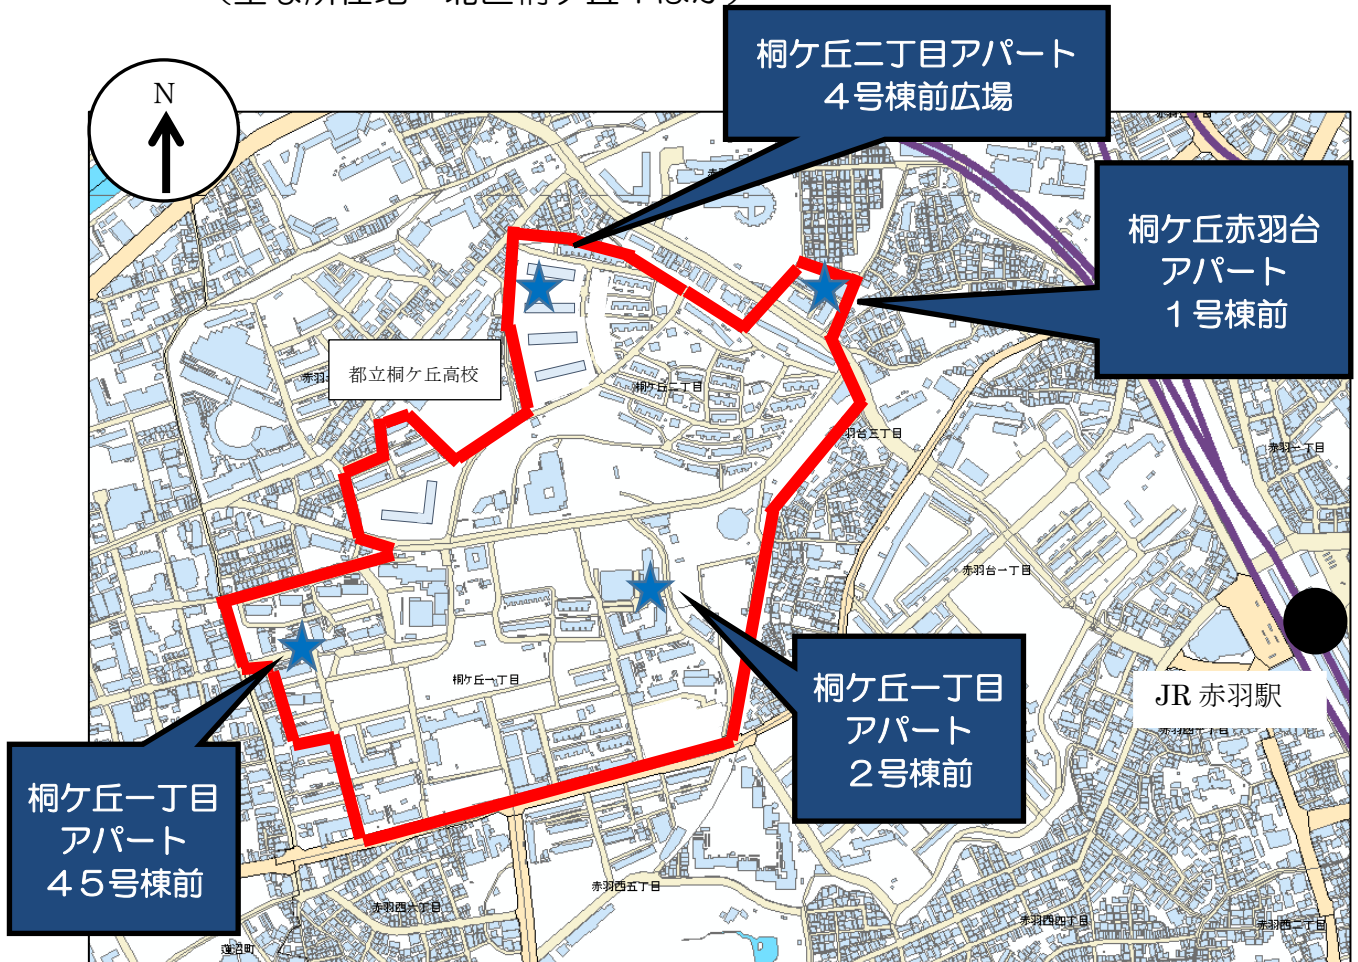 N
桐ケ丘二丁目アパート
４号棟前広場
桐ケ丘赤羽台
アパート
１号棟前
都立桐ケ丘高校
桐ケ丘二丁目
赤羽一丁目
赤羽台一丁目
桐ケ丘一丁目
JR 赤羽駅
桐ケ丘一丁目
アパート
２号棟前
桐ケ丘一丁目
アパート
４５号棟前
赤羽西五丁目
赤羽西六丁目
赤羽西四丁目
赤羽西二丁目
蓮沼町